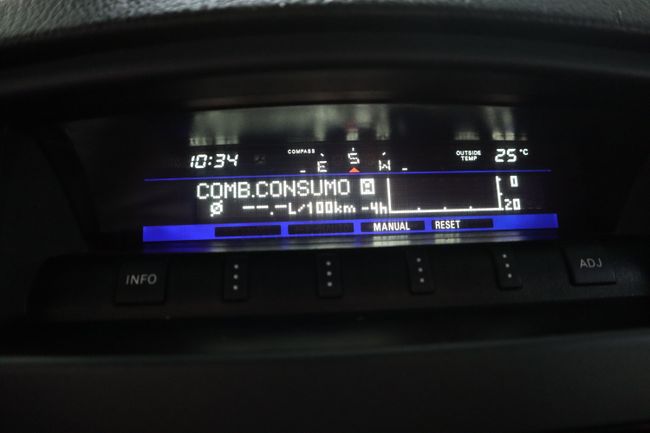 10:34 COMPASS E S W OUTSIDE TEMP 25°C
COMB.CONSUMO R 0
Ø --.-L/100km -4h 20
MANUAL RESET
INFO ADJ